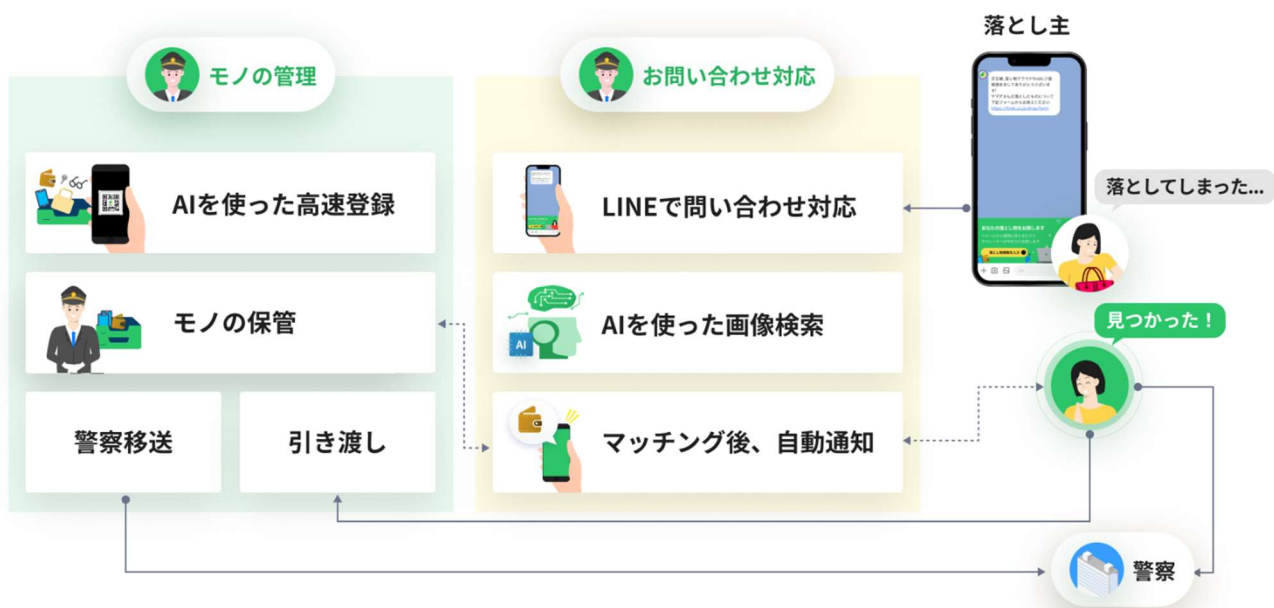 落とし主
モノの管理
お問い合わせ対応
AIを使った高速登録
LINEで問い合わせ対応
落としてしまった...
モノの保管
AIを使った画像検索
AI
見つかった！
警察移送
引き渡し
マッチング後、自動通知
警察